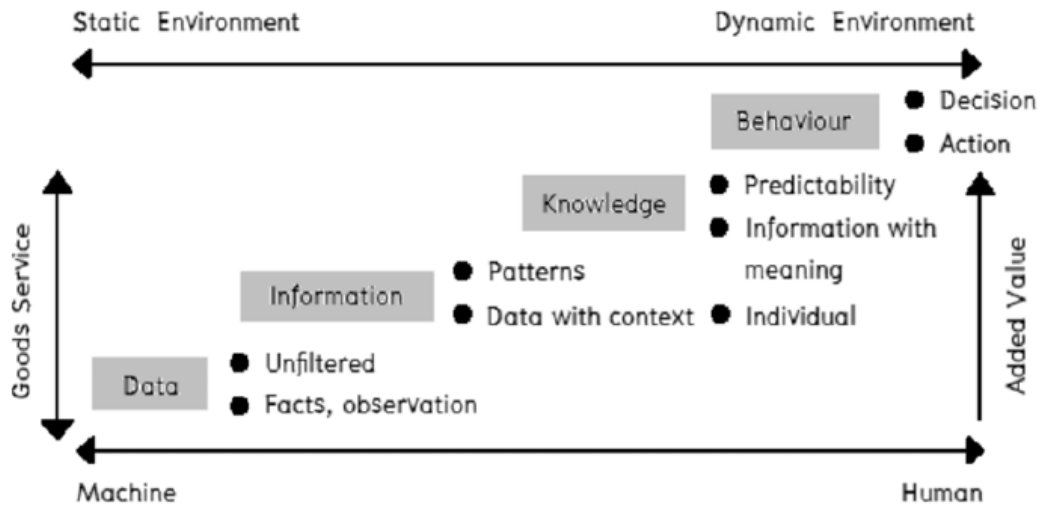 Static Environment
Dynamic Environment
Behaviour
Decision
Action
Knowledge
Predictability
Information with
meaning
Individual
Information
Patterns
Data with context
Data
Unfiltered
Facts, observation
Goods Service
Added Value
Machine
Human